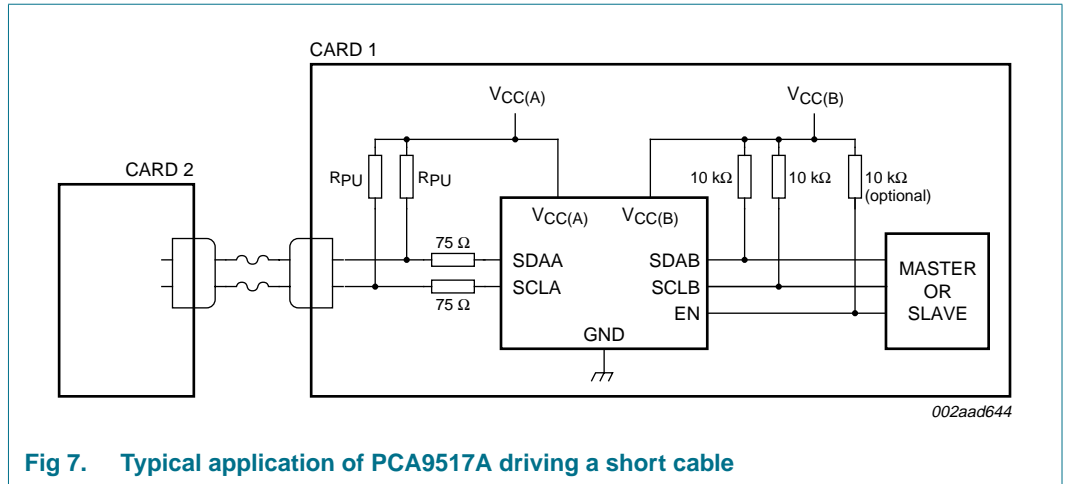 CARD 1
VCC(A)
VCC(B)
CARD 2
RPU
RPU
10 kΩ
10 kΩ
10 kΩ
(optional)
VCC(A)
VCC(B)
75 Ω
SDAA
SDAB
SCLA
SCLB
75 Ω
EN
GND
MASTER
OR
SLAVE
002aad644
Fig 7. Typical application of PCA9517A driving a short cable